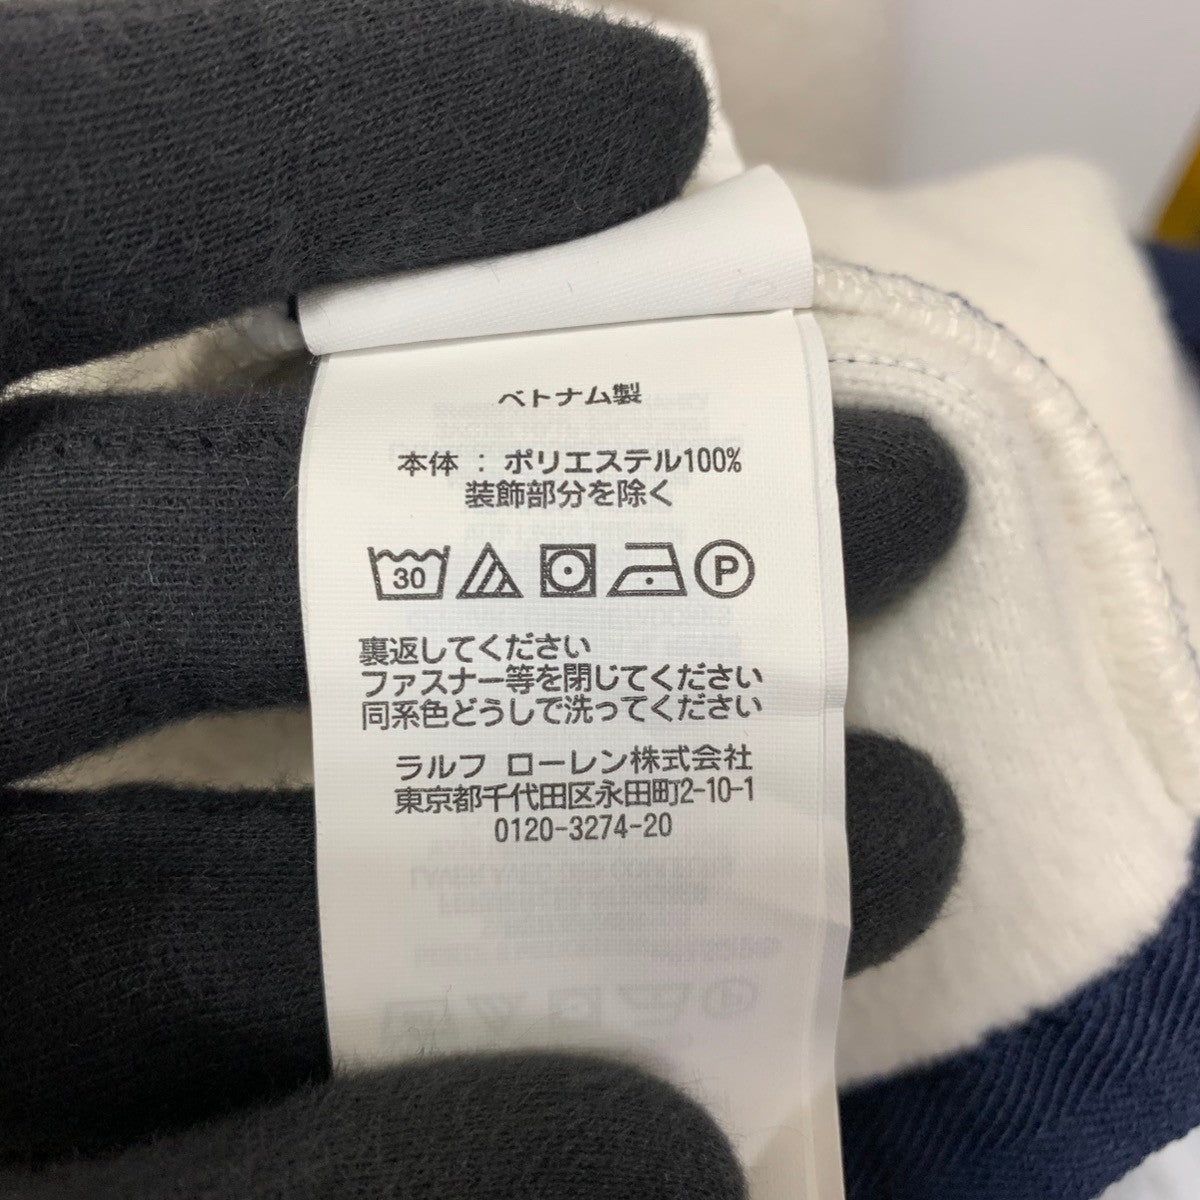 ベトナム製
本体 : ポリエステル100%
装飾部分を除く
30 P
裏返してください
ファスナー等を閉じてください
同系色どうしで洗ってください
ラルフ ローレン株式会社
東京都千代田区永田町2-10-1
0120-3274-20